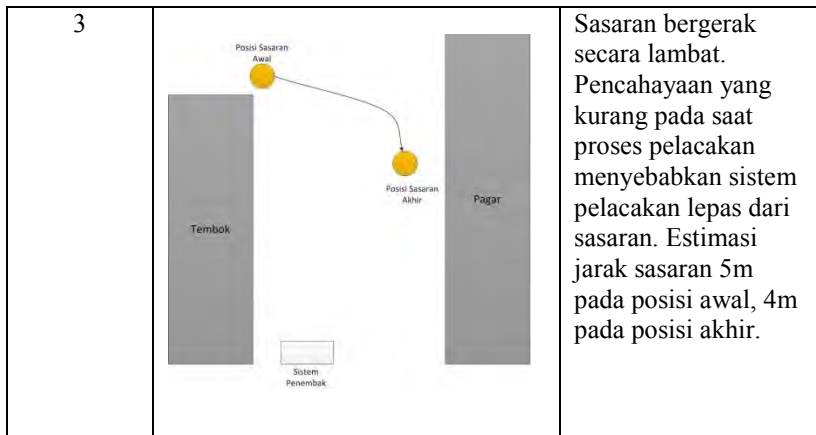 3
Posisi Sasaran
Awal
Posisi Sasaran
Akhir
Tembok
Pagar
Sistem
Penembak
Sasaran bergerak
secara lambat.
Pencahayaan yang
kurang pada saat
proses pelacakan
menyebabkan sistem
pelacakan lepas dari
sasaran. Estimasi
jarak sasaran 5m
pada posisi awal, 4m
pada posisi akhir.